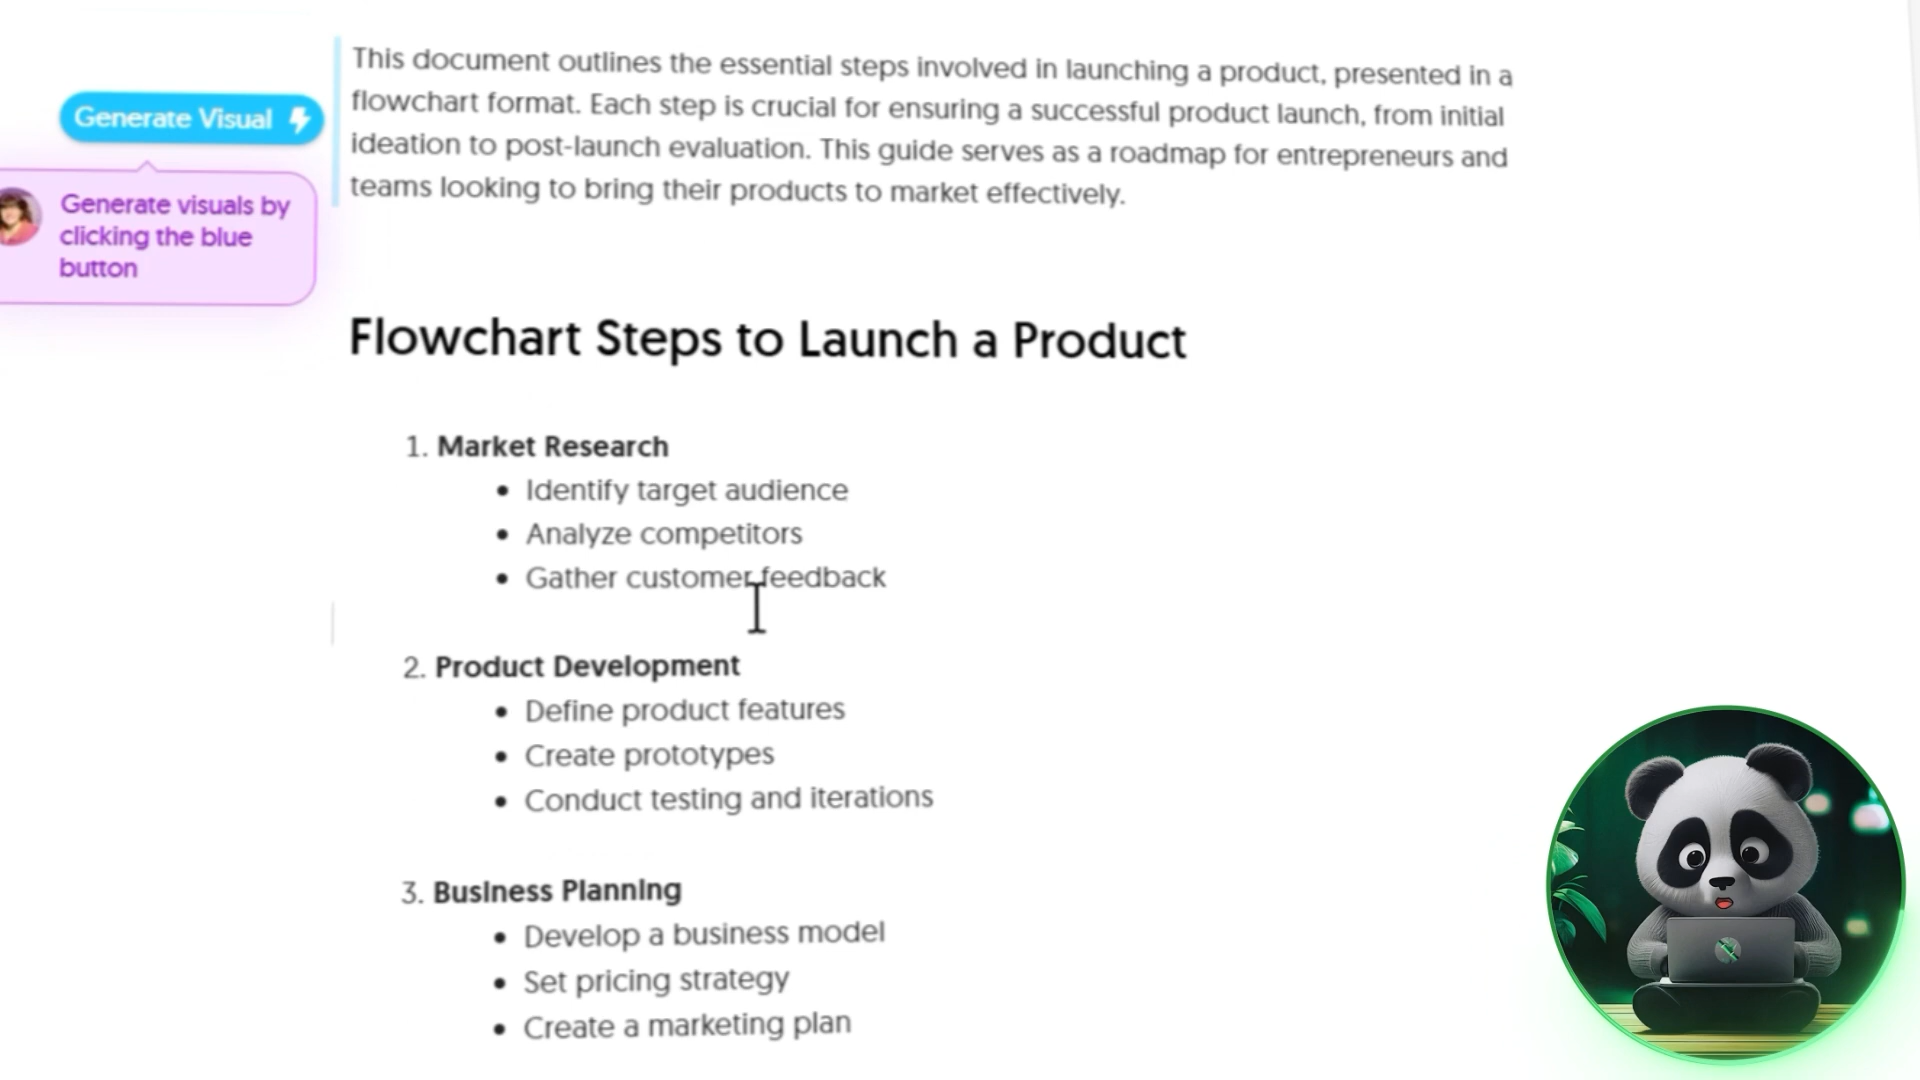 This document outlines the essential steps involved in launching a product, presented in a
flowchart format. Each step is crucial for ensuring a successful product launch, from initial
ideation to post-launch evaluation. This guide serves as a roadmap for entrepreneurs and
teams looking to bring their products to market effectively.
Generate Visual
Generate visuals by
clicking the blue
button
Flowchart Steps to Launch a Product
1. Market Research
• Identify target audience
• Analyze competitors
• Gather customer feedback
2. Product Development
• Define product features
• Create prototypes
• Conduct testing and iterations
3. Business Planning
• Develop a business model
• Set pricing strategy
• Create a marketing plan